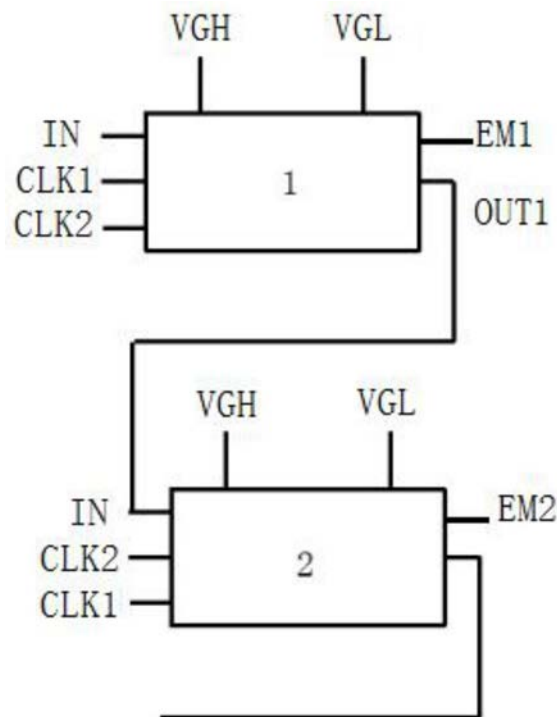 VGH VGL
IN
CLK1
CLK2
1
EM1
OUT1
VGH VGL
IN
CLK2
CLK1
2
EM2